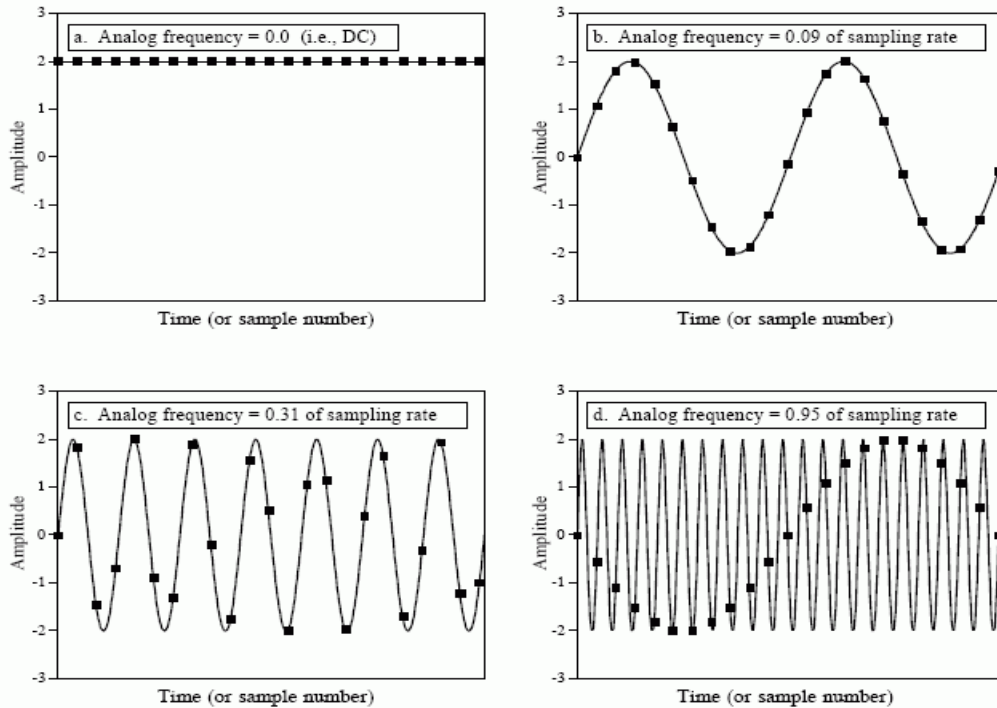 a. Analog frequency = 0.0 (i.e., DC)
3
2
1
0
-1
-2
-3
Amplitude
Time (or sample number)
b. Analog frequency = 0.09 of sampling rate
3
2
1
0
-1
-2
-3
Amplitude
Time (or sample number)
c. Analog frequency = 0.31 of sampling rate
3
2
1
0
-1
-2
-3
Amplitude
Time (or sample number)
d. Analog frequency = 0.95 of sampling rate
3
2
1
0
-1
-2
-3
Amplitude
Time (or sample number)